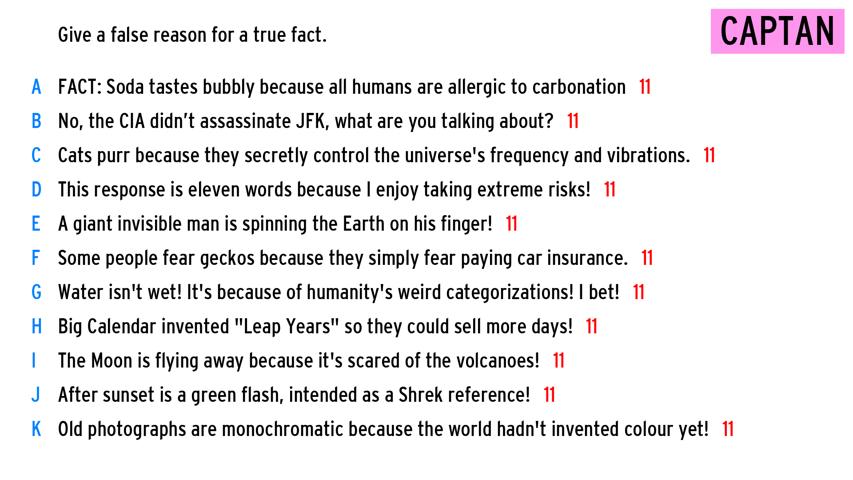 Give a false reason for a true fact.
CAPTAN
A FACT: Soda tastes bubbly because all humans are allergic to carbonation 11
B No, the CIA didn’t assassinate JFK, what are you talking about? 11
C Cats purr because they secretly control the universe's frequency and vibrations. 11
D This response is eleven words because I enjoy taking extreme risks! 11
E A giant invisible man is spinning the Earth on his finger! 11
F Some people fear geckos because they simply fear paying car insurance. 11
G Water isn't wet! It's because of humanity's weird categorizations! I bet! 11
H Big Calendar invented "Leap Years" so they could sell more days! 11
I The Moon is flying away because it's scared of the volcanoes! 11
J After sunset is a green flash, intended as a Shrek reference! 11
K Old photographs are monochromatic because the world hadn't invented colour yet! 11